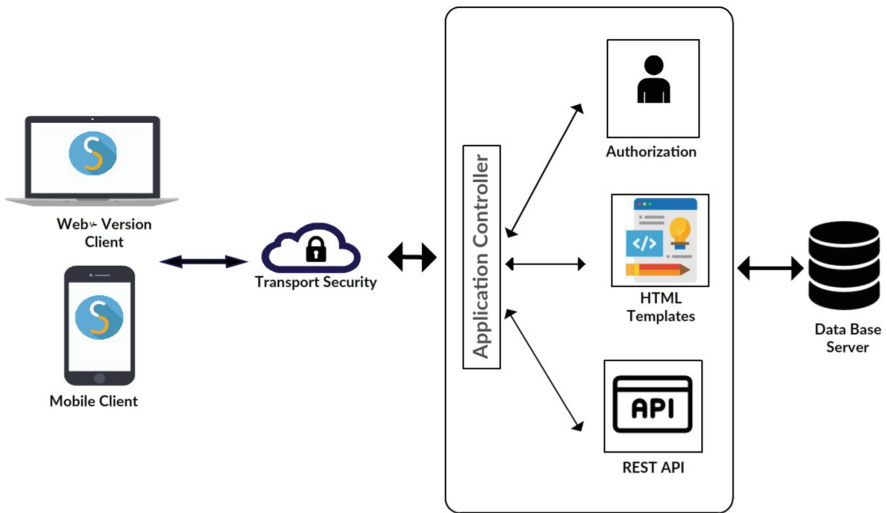 Web - Version
Client
Mobile Client
Transport Security
Application Controller
Authorization
</>
HTML
Templates
API
REST API
Data Base
Server